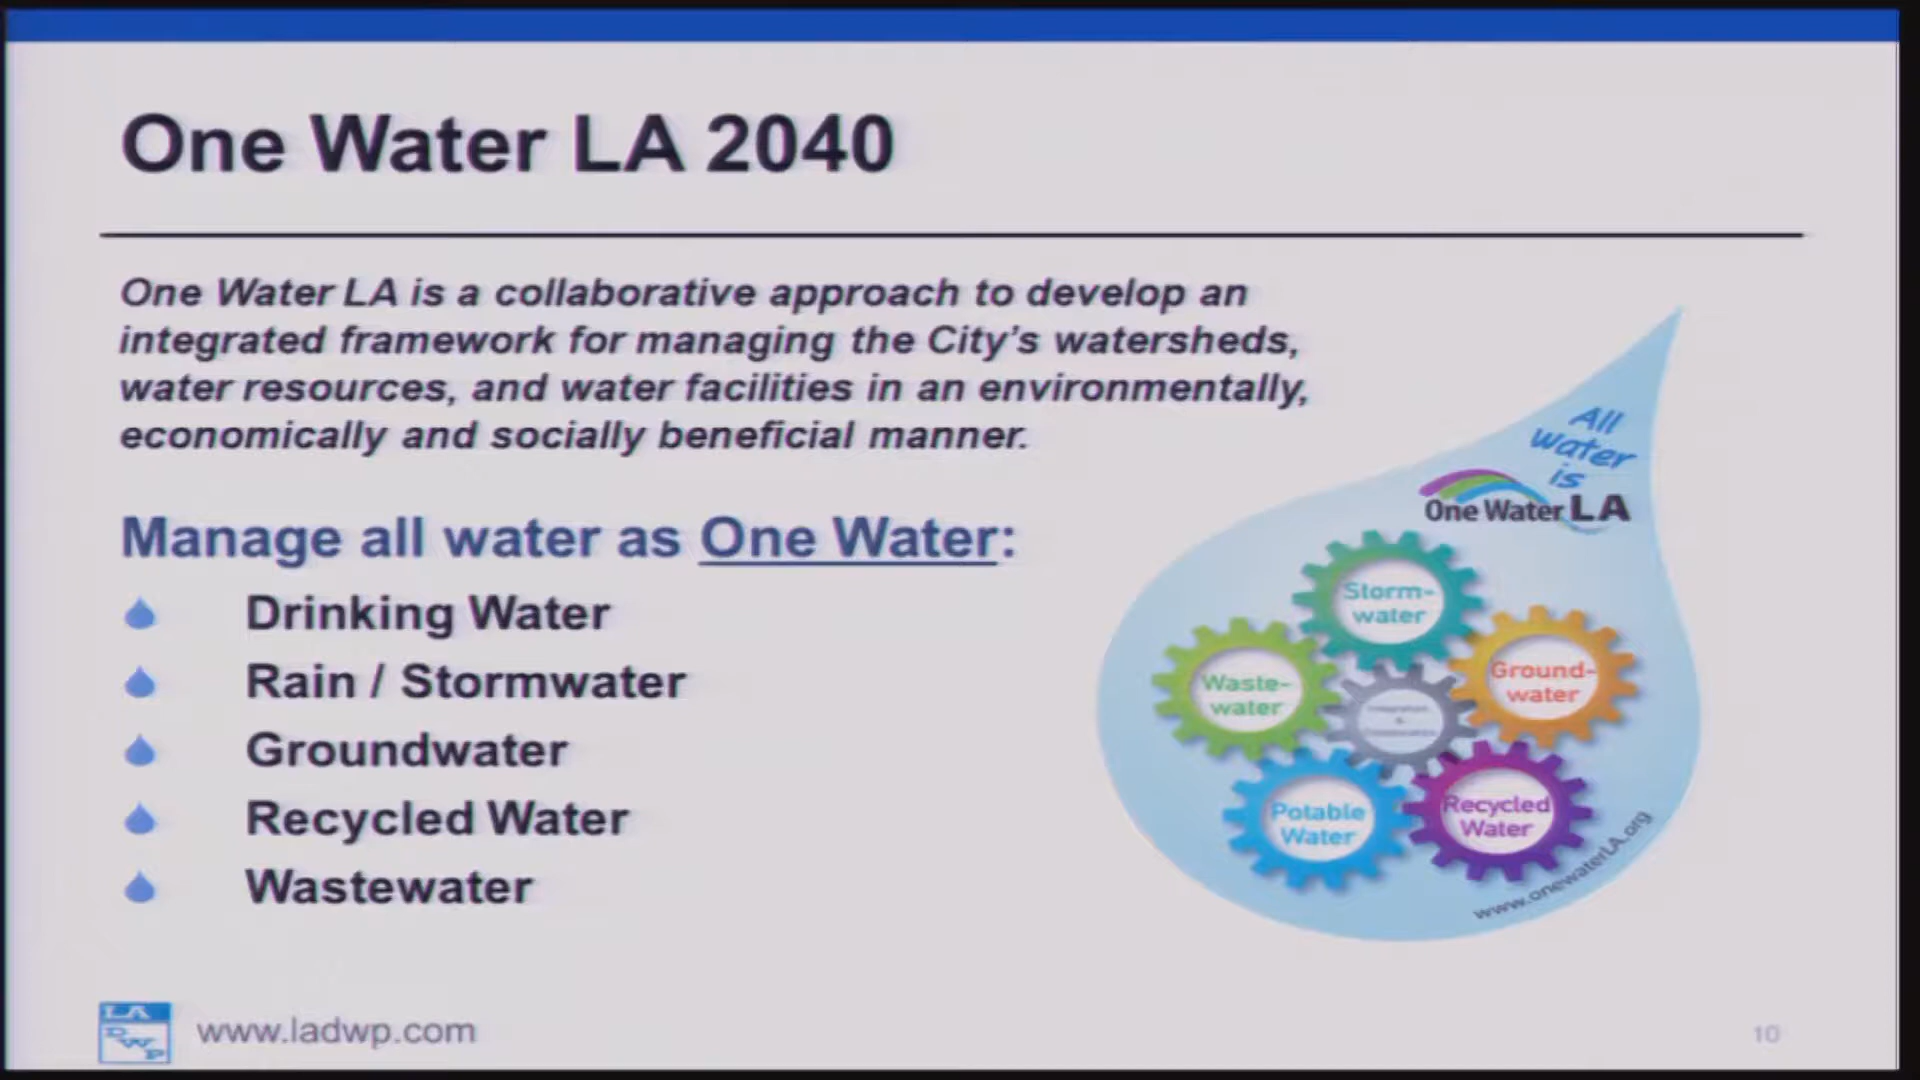 One Water LA 2040
One Water LA is a collaborative approach to develop an
integrated framework for managing the City's watersheds,
water resources, and water facilities in an environmentally,
economically and socially beneficial manner.
Manage all water as One Water:
Drinking Water
Rain / Stormwater
Groundwater
Recycled Water
Wastewater
All
water
is
One Water LA
Storm-
water
Waste-
water
Ground-
water
&
Potable
Water
Recycled
Water
www.onewaterLA.org
LA
DWP
www.ladwp.com
10